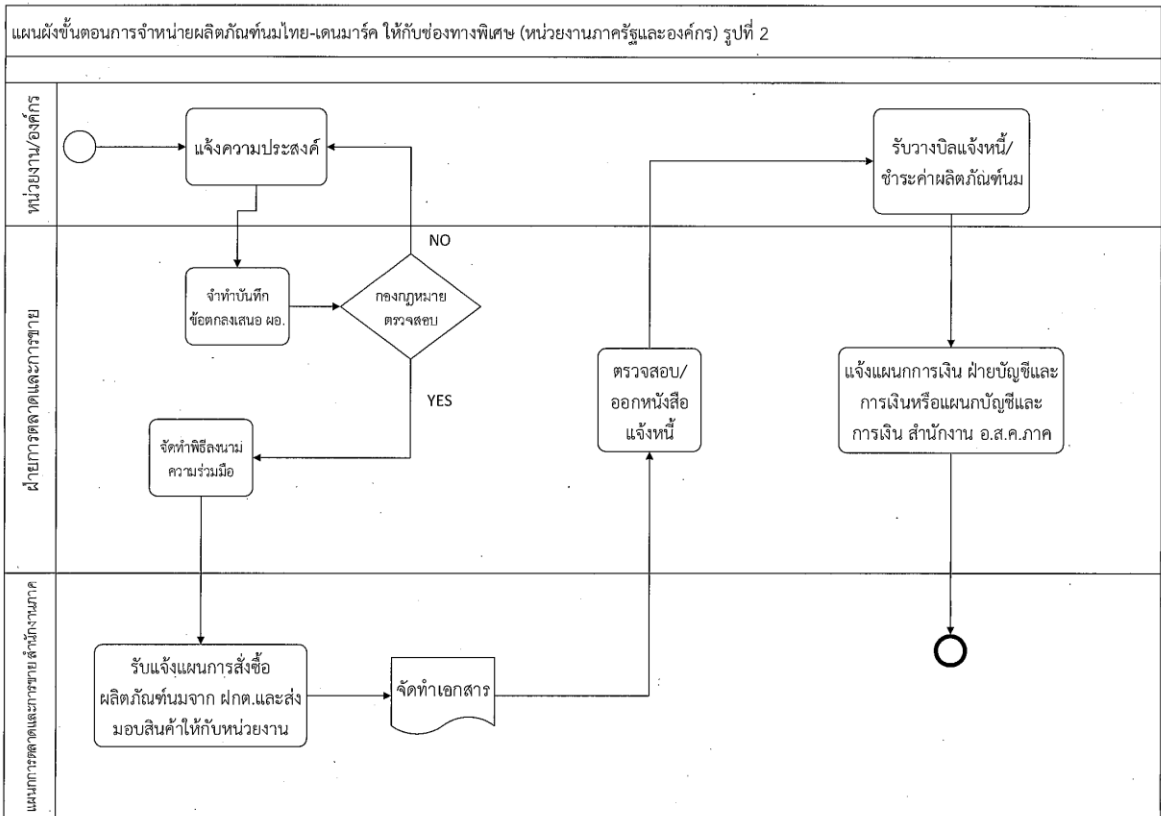 แผนผังขั้นตอนการจำหน่ายผลิตภัณฑ์นมไทย-เดนมาร์ค ให้กับช่องทางพิเศษ (หน่วยงานภาครัฐและองค์กร) รูปที่ 2
หน่วยงาน/องค์กร
แจ้งความประสงค์
รับวางบิลแจ้งหนี้/
ชำระค่าผลิตภัณฑ์นม
ฝ่ายการตลาดและการขาย
NO
จำทำบันทึก
ข้อตกลงเสนอ ผอ.
กองกฎหมาย
ตรวจสอบ
YES
จัดทำพิธีลงนาม
ความร่วมมือ
ตรวจสอบ/
ออกหนังสือ
แจ้งหนี้
แจ้งแผนกการเงิน ฝ่ายบัญชีและ
การเงินหรือแผนกบัญชีและ
การเงิน สำนักงาน อ.ส.ค.ภาค
แผนกการตลาดและการขาย สำนักงานภาค
รับแจ้งแผนการสั่งซื้อ
ผลิตภัณฑ์นมจาก ฝกต.และส่ง
มอบสินค้าให้กับหน่วยงาน
จัดทำเอกสาร